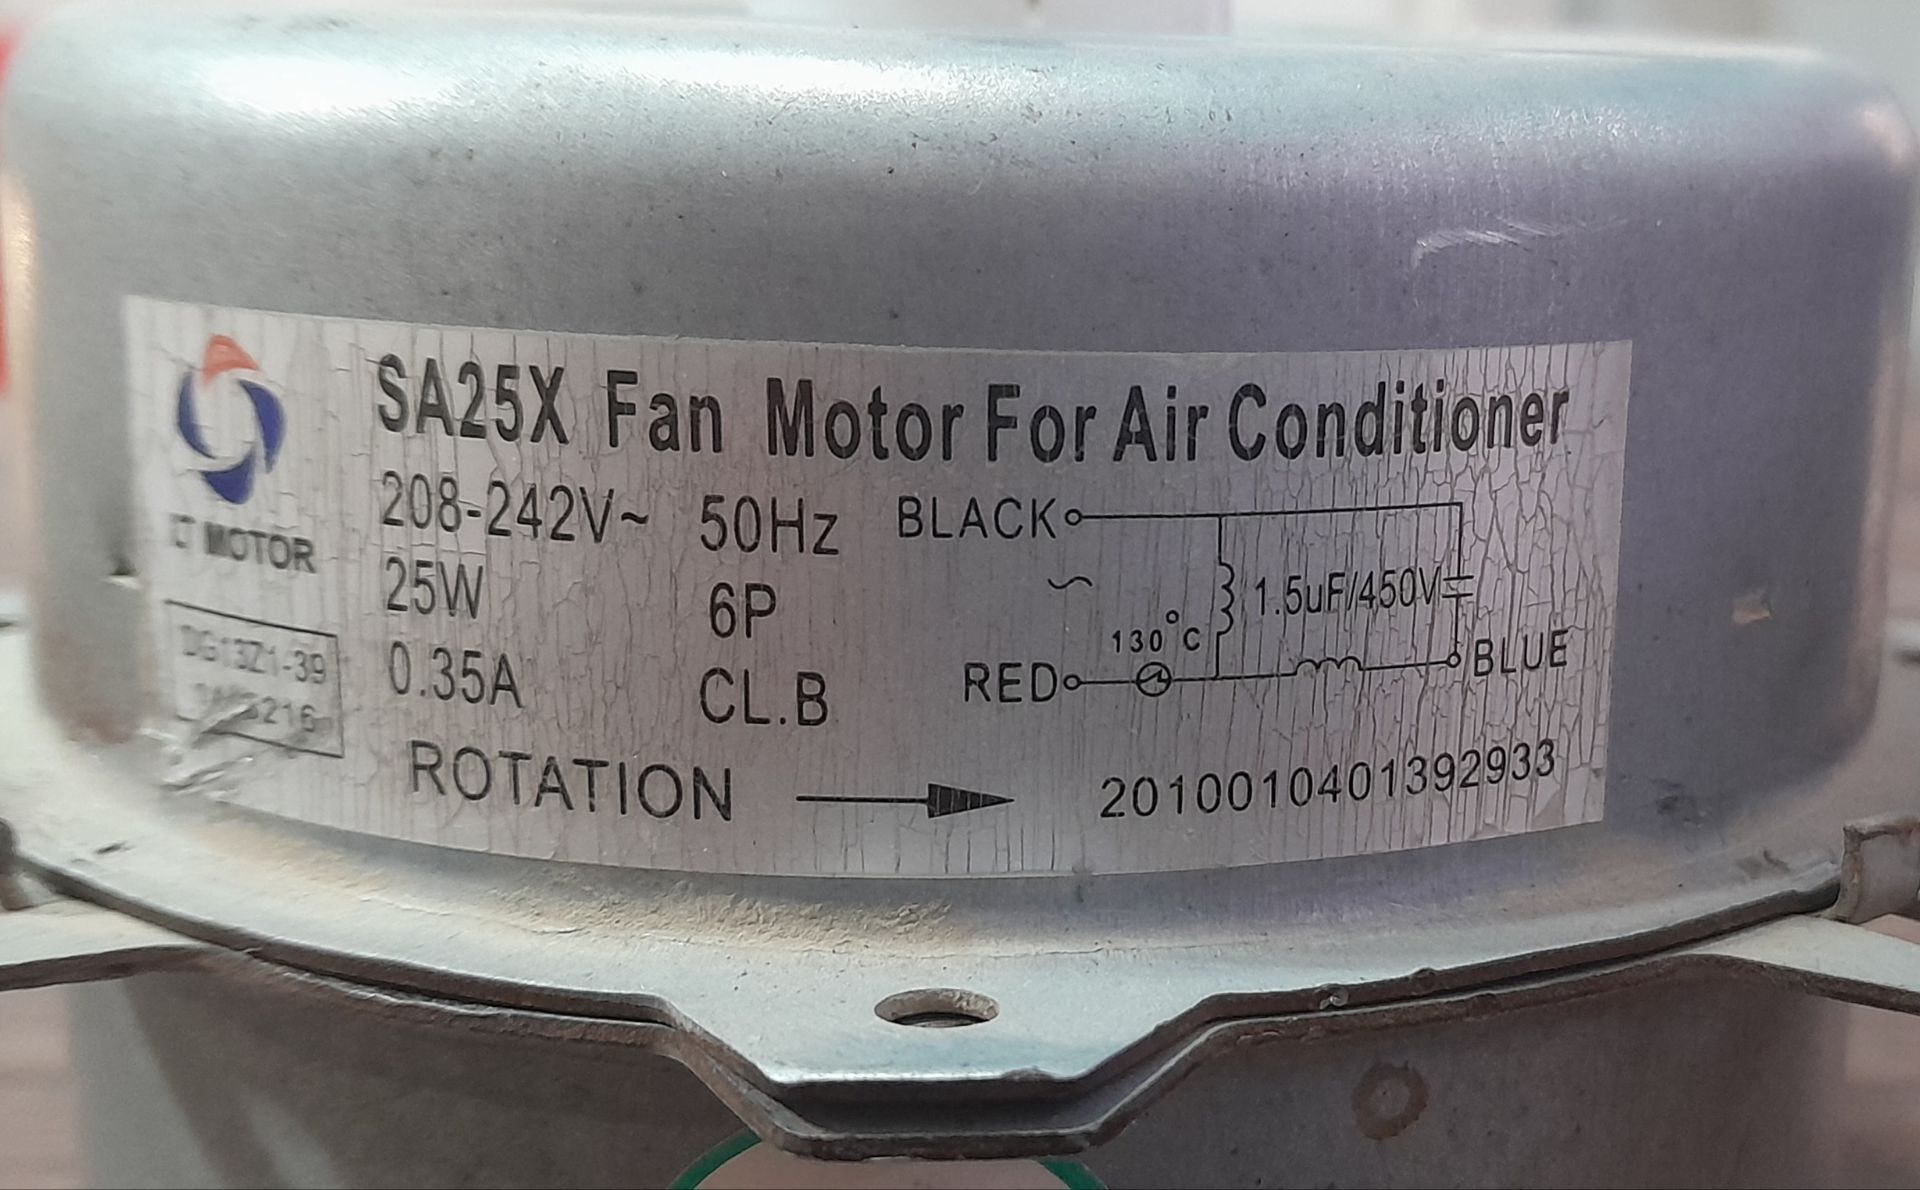 SA25X Fan Motor For Air Conditioner
208-242V~ 50Hz
25W 6P
0.35A CL.B
ROTATION
MOTOR
DG13Z1-39
BLACK
1.5uF/450V
130°C
RED
BLUE
2010010401392933